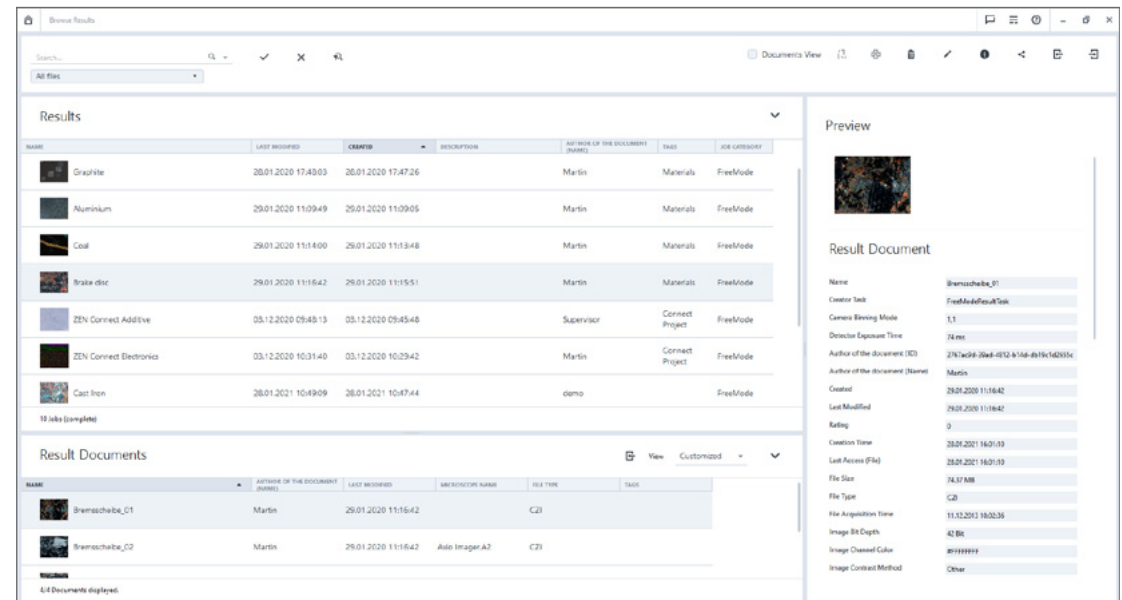 Browse Results
Search...
All files
Documents View
Results
NAME LAST MODIFIED CREATED DESCRIPTION AUTHOR OF THE DOCUMENT (NAME) TAGS JOB CATEGORY
Graphite 28.01.2020 17:48:03 28.01.2020 17:47:26 Martin Materials FreeMode
Aluminium 29.01.2020 11:09:49 29.01.2020 11:09:05 Martin Materials FreeMode
Coal 29.01.2020 11:14:00 29.01.2020 11:13:48 Martin Materials FreeMode
Brake disc 29.01.2020 11:16:42 29.01.2020 11:15:51 Martin Materials FreeMode
ZEN Connect Additive 03.12.2020 09:48:13 03.12.2020 09:45:48 Supervisor Connect Project FreeMode
ZEN Connect Electronics 03.12.2020 10:31:40 03.12.2020 10:29:42 Martin Connect Project FreeMode
Cast Iron 28.01.2021 10:49:09 28.01.2021 10:47:44 demo FreeMode
10 Jobs (complete)
Result Documents
View Customized
NAME AUTHOR OF THE DOCUMENT (NAME) LAST MODIFIED MICROSCOPE NAME FILE TYPE TAGS
Bremsscheibe_01 Martin 29.01.2020 11:16:42 CZI
Bremsscheibe_02 Martin 29.01.2020 11:16:42 Axio Imager.A2 CZI
4/4 Documents displayed.
Preview
Result Document
Name Bremsscheibe_01
Creator Task FreeModeResultTask
Camera Binning Mode 1,1
Detector Exposure Time 74 ms
Author of the document (ID)
Author of the document (Name) Martin
Created 29.01.2020 11:16:42
Last Modified 29.01.2020 11:16:42
Rating 0
Creation Time 28.01.2021 16:01:10
Last Access (File) 28.01.2021 16:01:10
File Size 74.37 MB
File Type CZI
File Acquisition Time 11.12.2013 10:02:36
Image Bit Depth 42 Bit
Image Channel Color #FFFFFFFF
Image Contrast Method Other